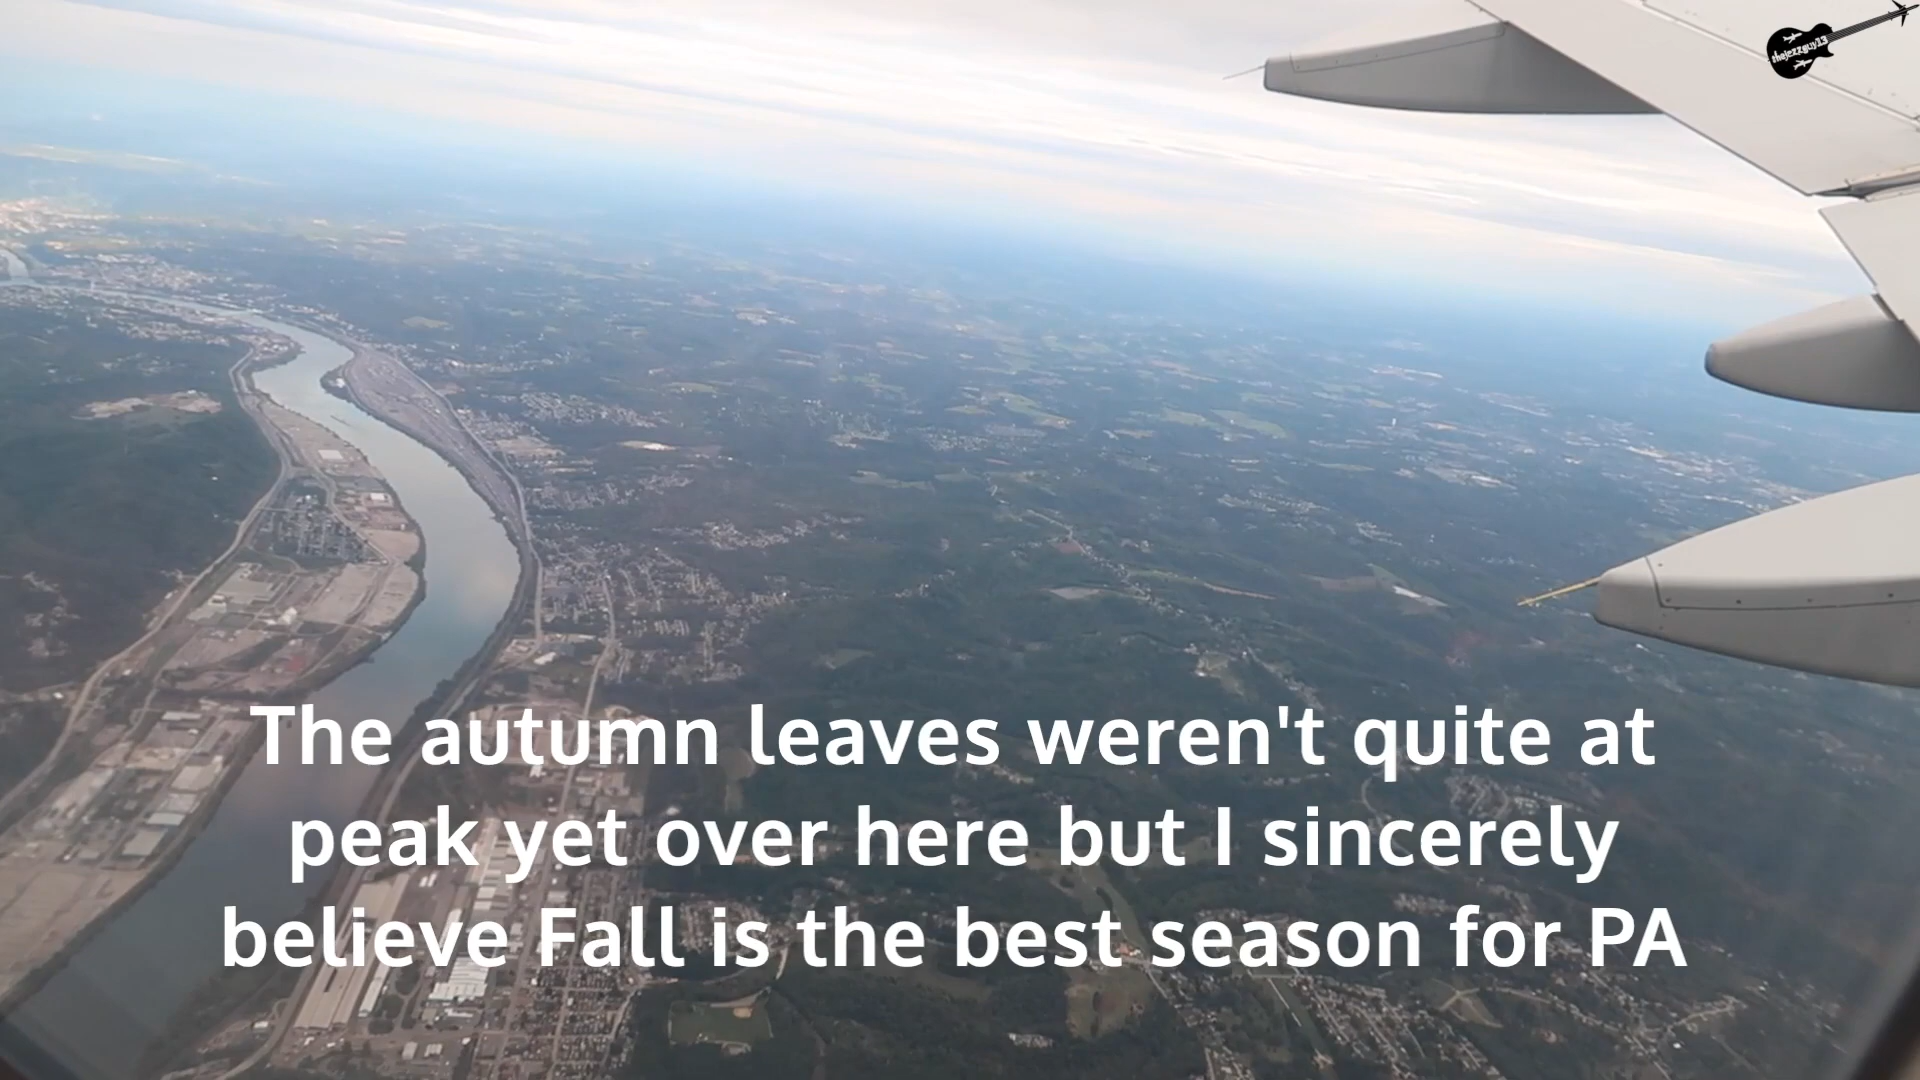 thejazzguy13
The autumn leaves weren't quite at
peak yet over here but I sincerely
believe Fall is the best season for PA